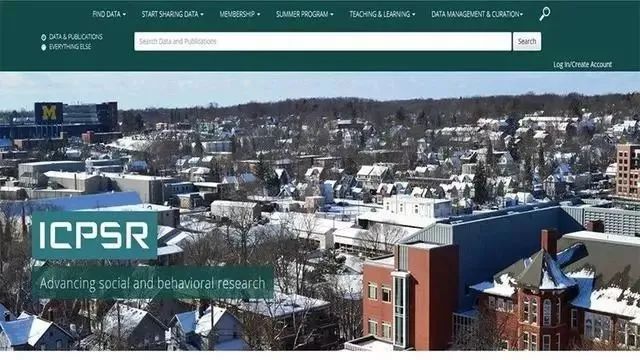 FIND DATA START SHARING DATA MEMBERSHIP SUMMER PROGRAM TEACHING & LEARNING DATA MANAGEMENT & CURATION
DATA & PUBLICATIONS
EVERYTHING ELSE
Search Data and Publications
Search
Log In/Create Account
M
ICPSR
Advancing social and behavioral research